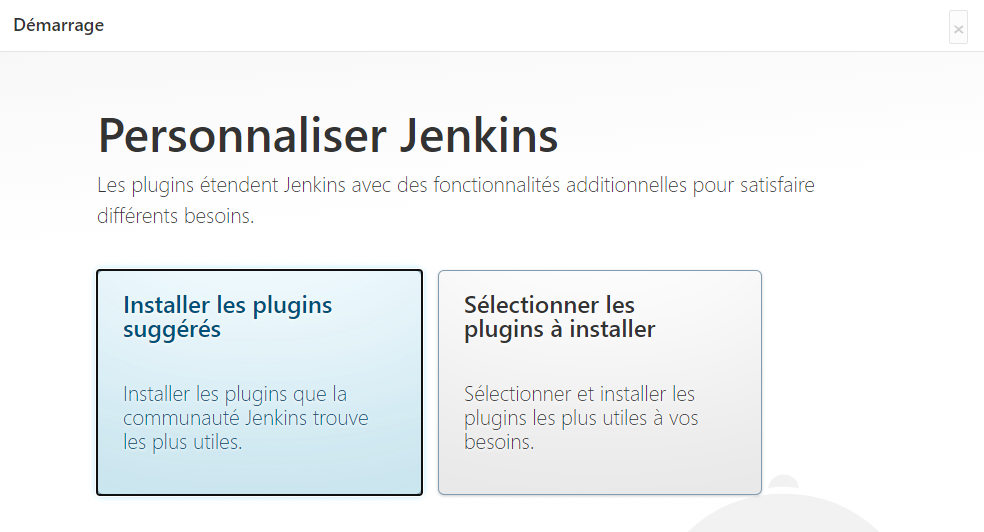 Démarrage
×
Personnaliser Jenkins
Les plugins étendent Jenkins avec des fonctionnalités additionnelles pour satisfaire
différents besoins.
Installer les plugins
suggérés
Installer les plugins que la
communauté Jenkins trouve
les plus utiles.
Sélectionner les
plugins à installer
Sélectionner et installer les
plugins les plus utiles à vos
besoins.